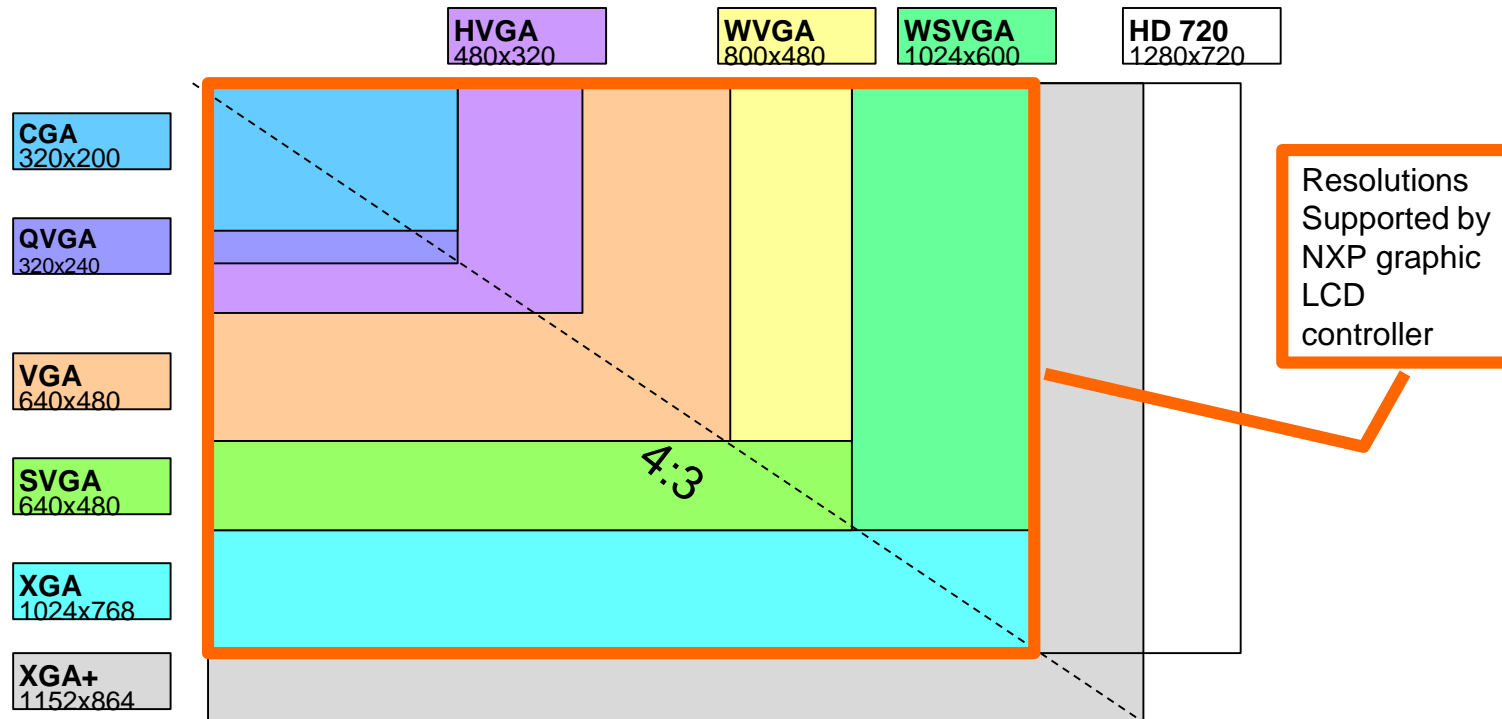 HVGA
480x320
WVGA
800x480
WSVGA
1024x600
HD 720
1280x720
CGA
320x200
QVGA
320x240
VGA
640x480
SVGA
640x480
XGA
1024x768
XGA+
1152x864
4:3
Resolutions
Supported by
NXP graphic
LCD
controller